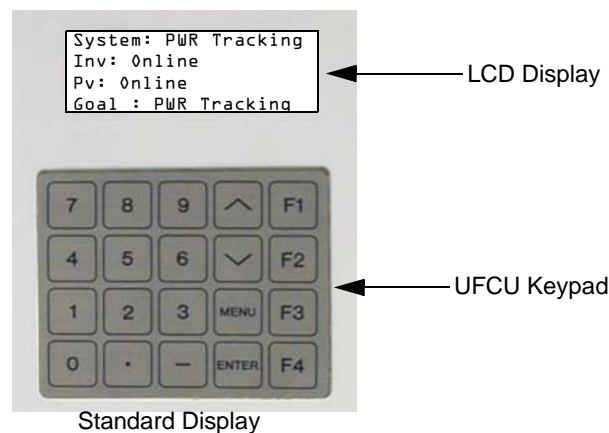 System: PWR Tracking
Inv: Online
Pv: Online
Goal : PWR Tracking
LCD Display
7 8 9 F1
4 5 6 F2
UFCU Keypad
1 2 3 MENU F3
0 . – ENTER F4
Standard Display